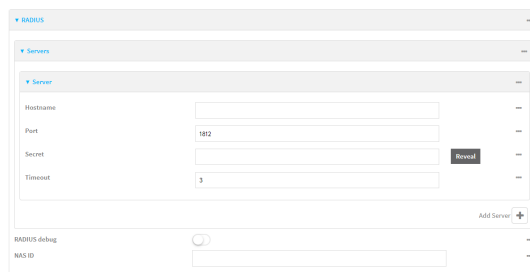 ▼ RADIUS
▼ Servers
▼ Server
Hostname
Port 1812
Secret Reveal
Timeout 3
Add Server +
RADIUS debug
NAS ID